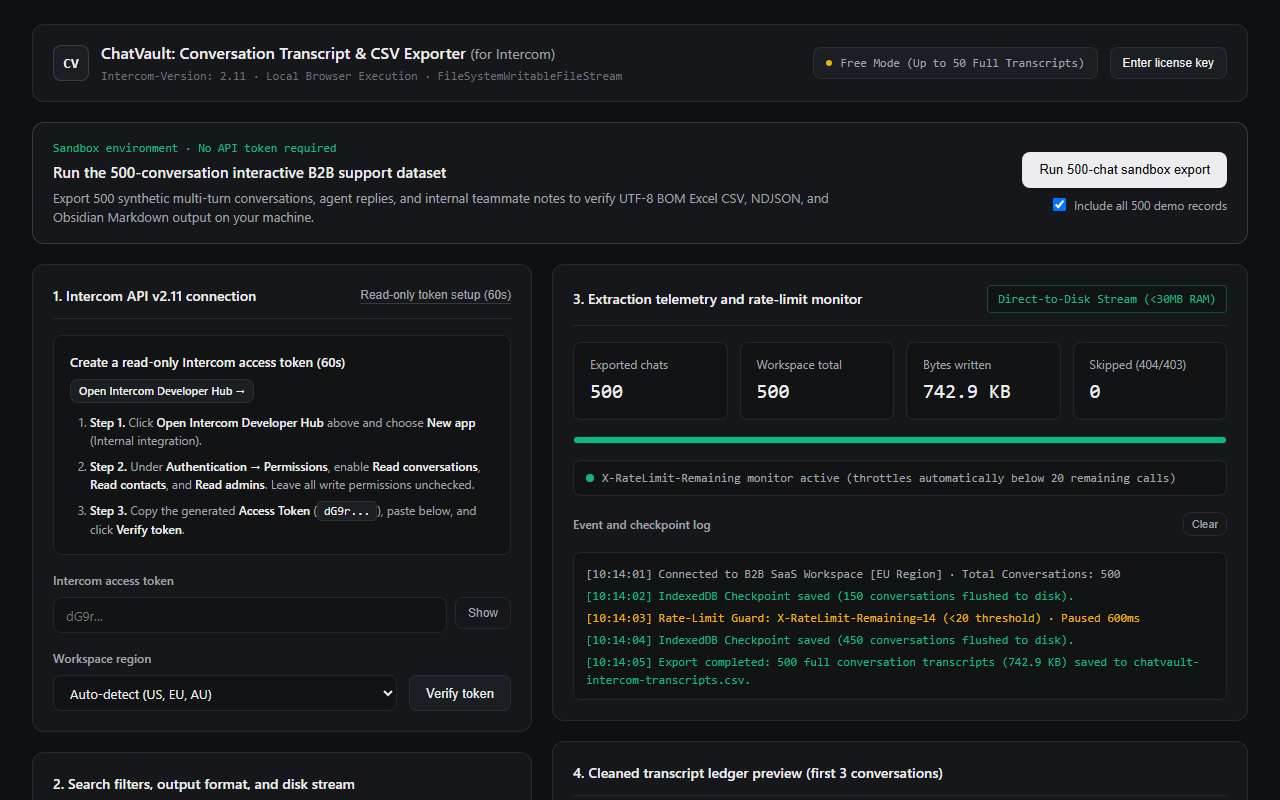 CV
ChatVault: Conversation Transcript & CSV Exporter (for Intercom)
Intercom-Version: 2.11 · Local Browser Execution · FileSystemWritableFileStream
Free Mode (Up to 50 Full Transcripts)
Enter license key
Sandbox environment · No API token required
Run the 500-conversation interactive B2B support dataset
Export 500 synthetic multi-turn conversations, agent replies, and internal teammate notes to verify UTF-8 BOM Excel CSV, NDJSON, and
Obsidian Markdown output on your machine.
Run 500-chat sandbox export
Include all 500 demo records
1. Intercom API v2.11 connection
Read-only token setup (60s)
Create a read-only Intercom access token (60s)
Open Intercom Developer Hub →
1. Step 1. Click Open Intercom Developer Hub above and choose New app
(Internal integration).
2. Step 2. Under Authentication → Permissions, enable Read conversations,
Read contacts, and Read admins. Leave all write permissions unchecked.
3. Step 3. Copy the generated Access Token (dG9r...), paste below, and
click Verify token.
Intercom access token
dG9r...
Show
Workspace region
Auto-detect (US, EU, AU)
Verify token
2. Search filters, output format, and disk stream
3. Extraction telemetry and rate-limit monitor
Direct-to-Disk Stream (<30MB RAM)
Exported chats
500
Workspace total
500
Bytes written
742.9 KB
Skipped (404/403)
0
X-RateLimit-Remaining monitor active (throttles automatically below 20 remaining calls)
Event and checkpoint log
Clear
[10:14:01] Connected to B2B SaaS Workspace [EU Region] · Total Conversations: 500
[10:14:02] IndexedDB Checkpoint saved (150 conversations flushed to disk).
[10:14:03] Rate-Limit Guard: X-RateLimit-Remaining=14 (<20 threshold) · Paused 600ms
[10:14:04] IndexedDB Checkpoint saved (450 conversations flushed to disk).
[10:14:05] Export completed: 500 full conversation transcripts (742.9 KB) saved to chatvault-
intercom-transcripts.csv.
4. Cleaned transcript ledger preview (first 3 conversations)